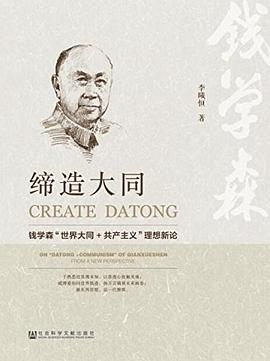 钱学森
李曦恒 著
缔造大同
CREATE DATONG
钱学森“世界大同+共产主义”理想新论
ON "DATONG +COMMUNISM" OF QIANXUESHEN
FROM A NEW PERSPECTIVE
社会科学文献出版社